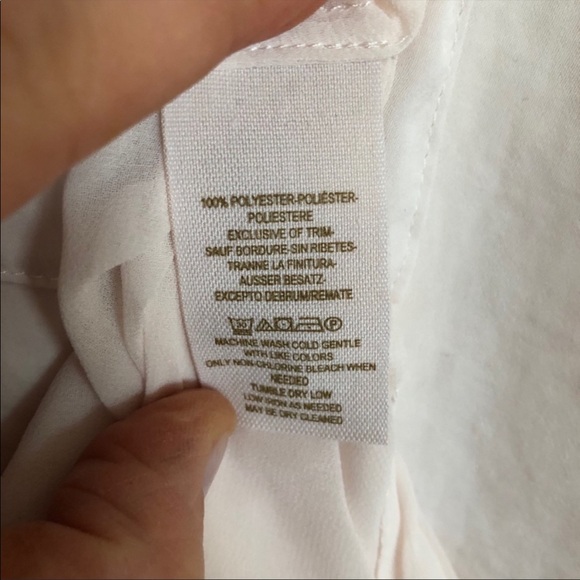 100% POLYESTER-POLIÉSTER-
POLIESTERE
EXCLUSIVE OF TRIM-
SAUF BORDURE-SIN RIBETES-
TRANNE LA FINITURA-
AUSSER BESATZ-
EXCEPTO DEBRUM/REMATE
MACHINE WASH COLD GENTLE
WITH LIKE COLORS
ONLY NON-CHLORINE BLEACH WHEN
NEEDED
TUMBLE DRY LOW
LOW IRON AS NEEDED
MAY BE DRY CLEANED